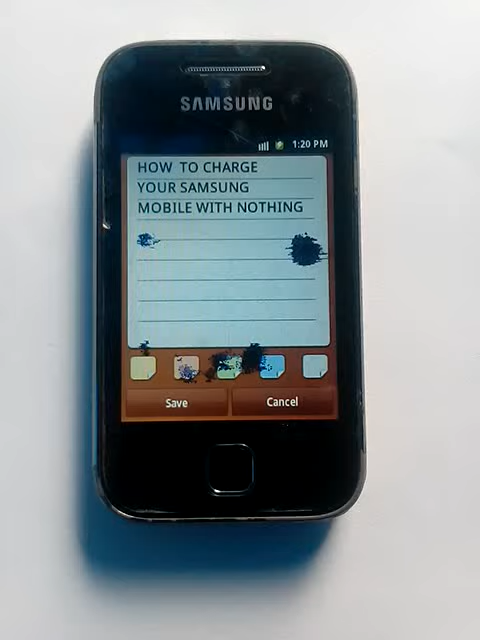 SAMSUNG
1:20 PM
HOW TO CHARGE
YOUR SAMSUNG
MOBILE WITH NOTHING
Save
Cancel